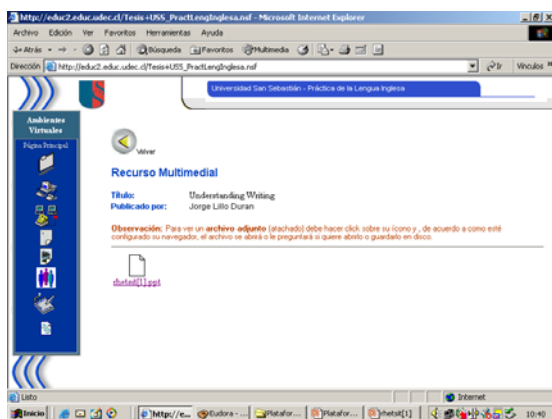 http://educ2.educ.udec.cl/Tesis+USS_PractLengInglesa.nsf - Microsoft Internet Explorer
Archivo Edición Ver Favoritos Herramientas Ayuda
Atrás Búsqueda Favoritos Multimedia
Dirección http://educ2.educ.udec.cl/Tesis+USS_PractLengInglesa.nsf Ir Vínculos
Universidad San Sebastián - Práctica de la Lengua Inglesa
Ambientes
Virtuales
Página Principal
Volver
Recurso Multimedial
Título: Understanding Writing
Publicado por: Jorge Lillo Duran
Observación: Para ver un archivo adjunto (atachado) debe hacer click sobre su ícono y , de acuerdo a como esté
configurado su navegador, el archivo se abrirá o le preguntará si quiere abrirlo o guardarlo en disco.
rhetsit[1].ppt
Listo Internet
Inicio http://e... Eudora - ... Platafor... Platafor... rhetsit[1] 10:40